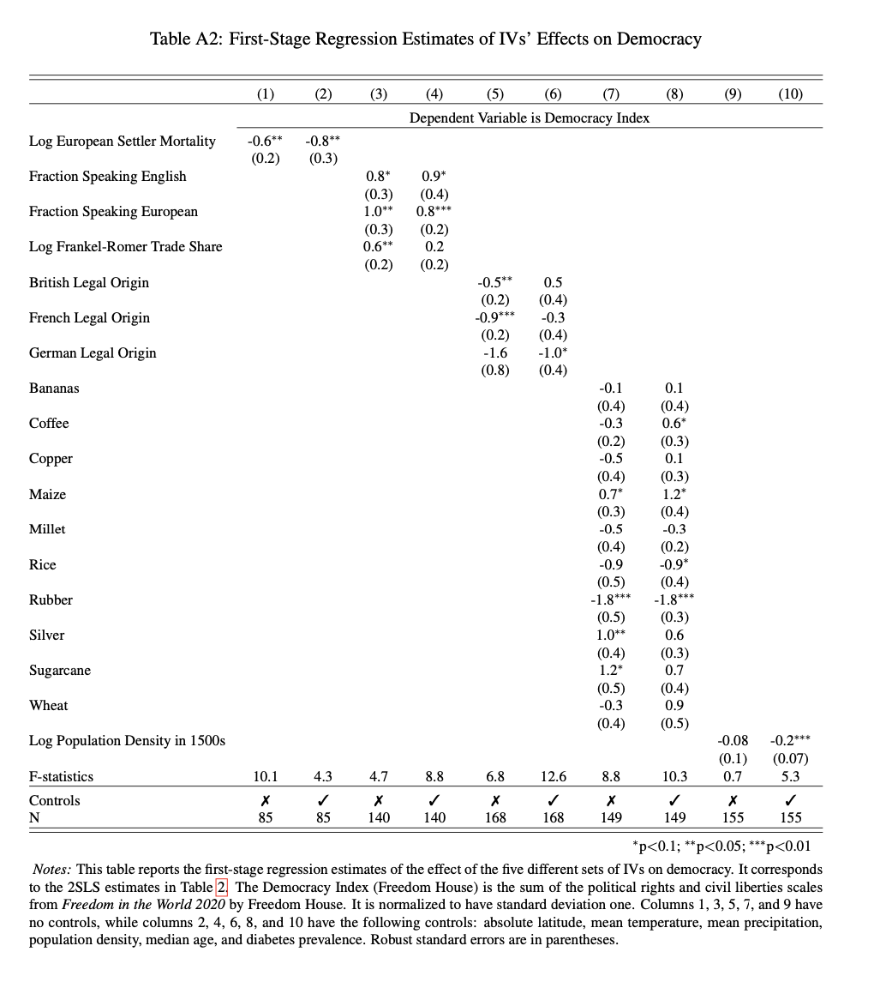 Table A2: First-Stage Regression Estimates of IVs' Effects on Democracy
(1) (2) (3) (4) (5) (6) (7) (8) (9) (10)
Dependent Variable is Democracy Index
Log European Settler Mortality -0.6** -0.8**
(0.2) (0.3)
Fraction Speaking English 0.8* 0.9*
(0.3) (0.4)
Fraction Speaking European 1.0** 0.8***
(0.3) (0.2)
Log Frankel-Romer Trade Share 0.6** 0.2
(0.2) (0.2)
British Legal Origin -0.5** 0.5
(0.2) (0.4)
French Legal Origin -0.9*** -0.3
(0.2) (0.4)
German Legal Origin -1.6 -1.0*
(0.8) (0.4)
Bananas -0.1 0.1
(0.4) (0.4)
Coffee -0.3 0.6*
(0.2) (0.3)
Copper -0.5 0.1
(0.4) (0.3)
Maize 0.7* 1.2*
(0.3) (0.4)
Millet -0.5 -0.3
(0.4) (0.2)
Rice -0.9 -0.9*
(0.5) (0.4)
Rubber -1.8*** -1.8***
(0.5) (0.3)
Silver 1.0** 0.6
(0.4) (0.3)
Sugarcane 1.2* 0.7
(0.5) (0.4)
Wheat -0.3 0.9
(0.4) (0.5)
Log Population Density in 1500s -0.08 -0.2***
(0.1) (0.07)
F-statistics 10.1 4.3 4.7 8.8 6.8 12.6 8.8 10.3 0.7 5.3
Controls ✗ ✓ ✗ ✓ ✗ ✓ ✗ ✓ ✗ ✓
N 85 85 140 140 168 168 149 149 155 155
*p<0.1; **p<0.05; ***p<0.01
Notes: This table reports the first-stage regression estimates of the effect of the five different sets of IVs on democracy. It corresponds
to the 2SLS estimates in Table 2. The Democracy Index (Freedom House) is the sum of the political rights and civil liberties scales
from Freedom in the World 2020 by Freedom House. It is normalized to have standard deviation one. Columns 1, 3, 5, 7, and 9 have
no controls, while columns 2, 4, 6, 8, and 10 have the following controls: absolute latitude, mean temperature, mean precipitation,
population density, median age, and diabetes prevalence. Robust standard errors are in parentheses.